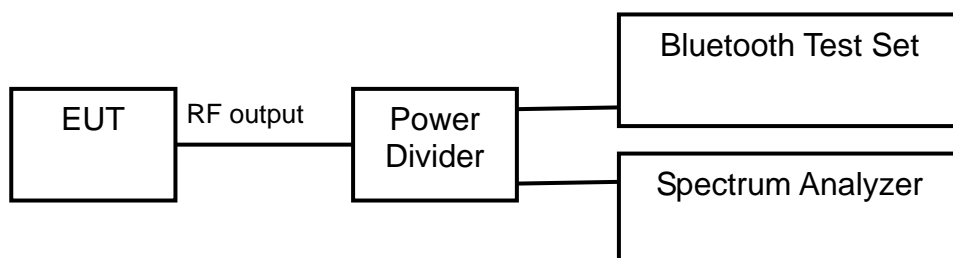 EUT
RF output
Power
Divider
Bluetooth Test Set
Spectrum Analyzer